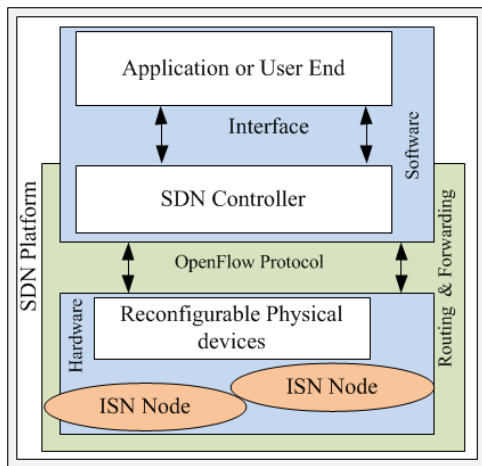 Application or User End
Interface
Software
SDN Controller
SDN Platform
OpenFlow Protocol
Routing & Forwarding
Hardware
Reconfigurable Physical
devices
ISN Node
ISN Node